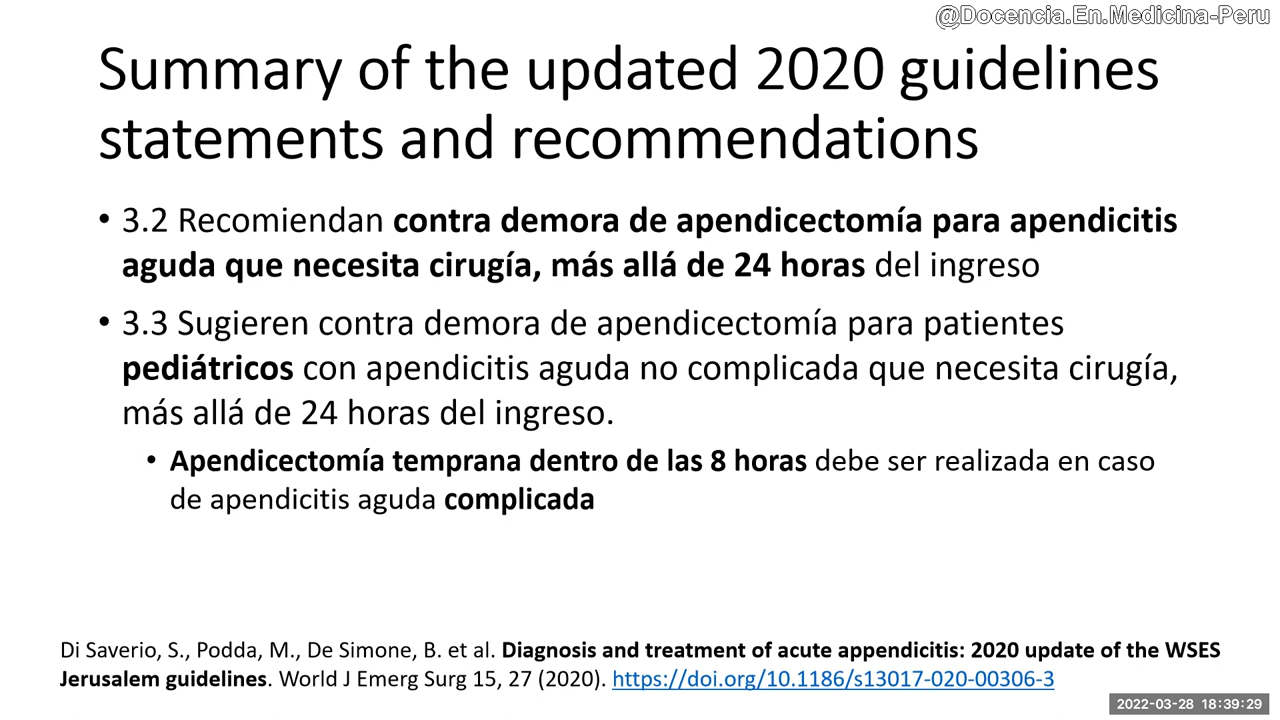 @Docencia.En.Medicina-Peru
Summary of the updated 2020 guidelines
statements and recommendations
• 3.2 Recomiendan contra demora de apendicectomía para apendicitis
aguda que necesita cirugía, más allá de 24 horas del ingreso
• 3.3 Sugieren contra demora de apendicectomía para patientes
pediátricos con apendicitis aguda no complicada que necesita cirugía,
más allá de 24 horas del ingreso.
• Apendicectomía temprana dentro de las 8 horas debe ser realizada en caso
de apendicitis aguda complicada
Di Saverio, S., Podda, M., De Simone, B. et al. Diagnosis and treatment of acute appendicitis: 2020 update of the WSES
Jerusalem guidelines. World J Emerg Surg 15, 27 (2020). https://doi.org/10.1186/s13017-020-00306-3
2022-03-28 18:39:29